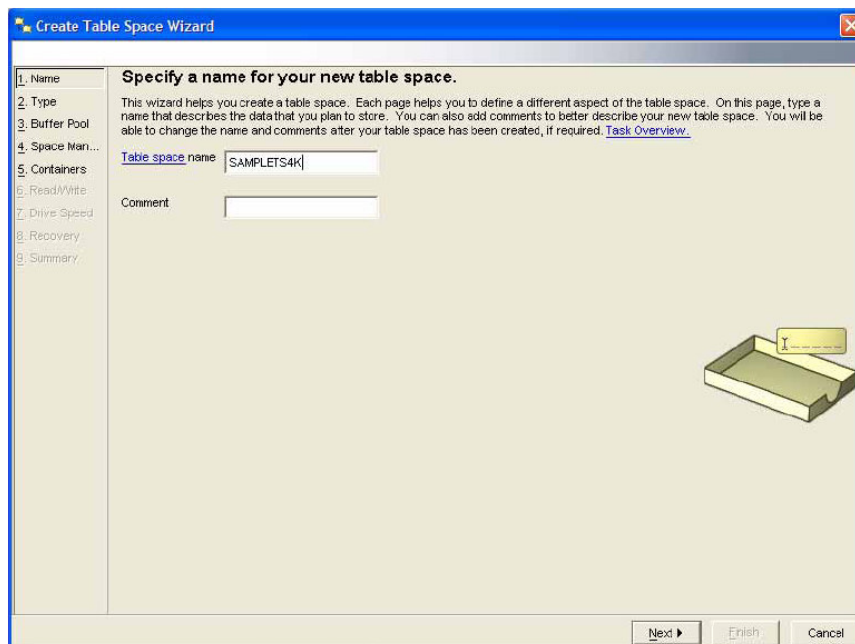 Create Table Space Wizard
1. Name
2. Type
3. Buffer Pool
4. Space Man...
5. Containers
6. Read/Write
7. Drive Speed
8. Recovery
9. Summary
Specify a name for your new table space.
This wizard helps you create a table space. Each page helps you to define a different aspect of the table space. On this page, type a
name that describes the data that you plan to store. You can also add comments to better describe your new table space. You will be
able to change the name and comments after your table space has been created, if required. Task Overview.
Table space name SAMPLETS4K
Comment
Next Finish Cancel